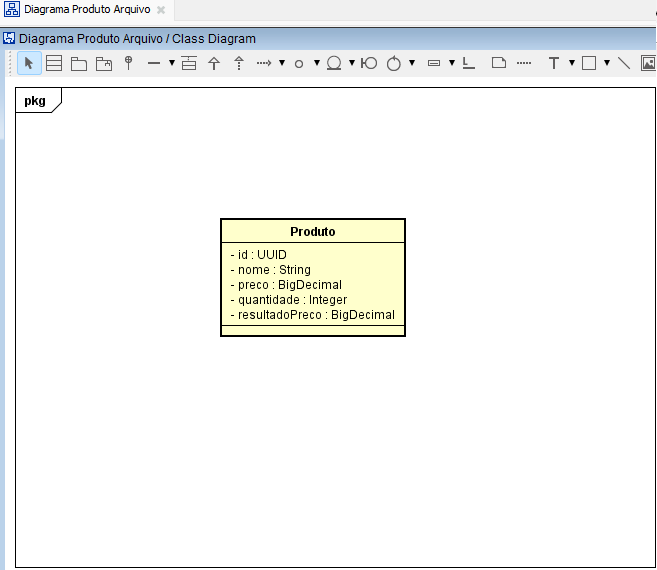 Diagrama Produto Arquivo
Diagrama Produto Arquivo / Class Diagram
pkg
Produto
- id : UUID
- nome : String
- preco : BigDecimal
- quantidade : Integer
- resultadoPreco : BigDecimal